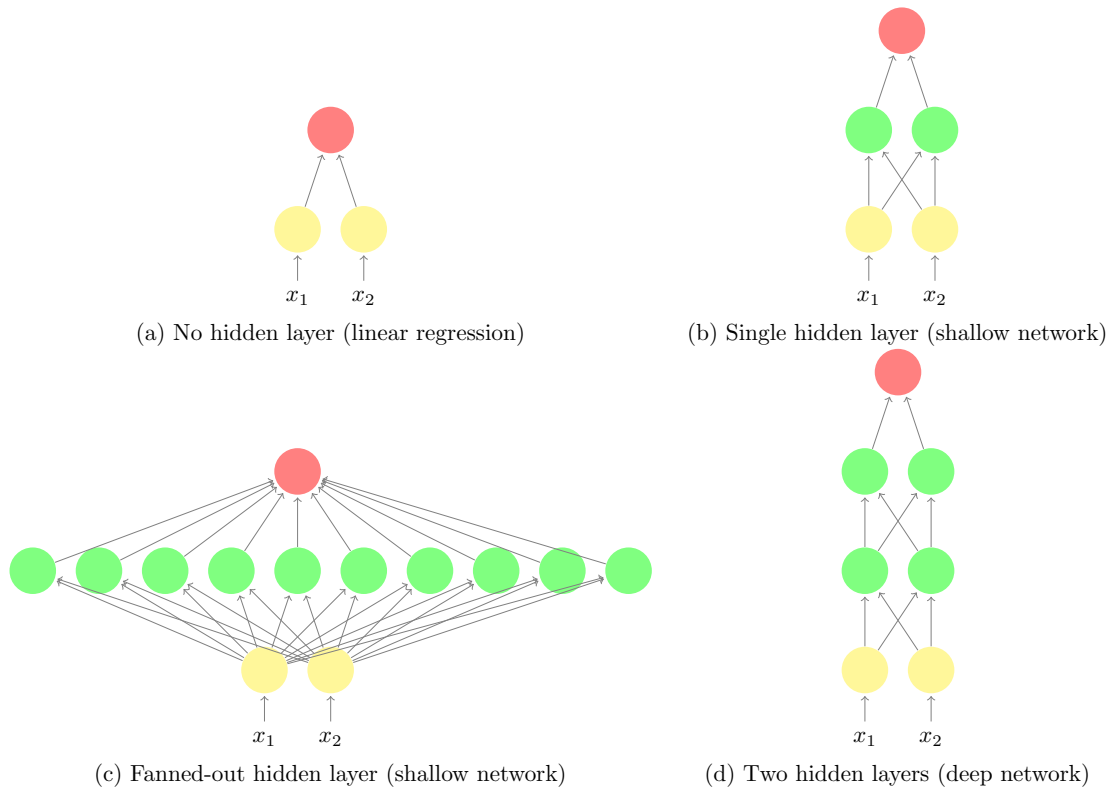 x₁ x₂
(a) No hidden layer (linear regression)
x₁ x₂
(b) Single hidden layer (shallow network)
x₁ x₂
(c) Fanned-out hidden layer (shallow network)
x₁ x₂
(d) Two hidden layers (deep network)